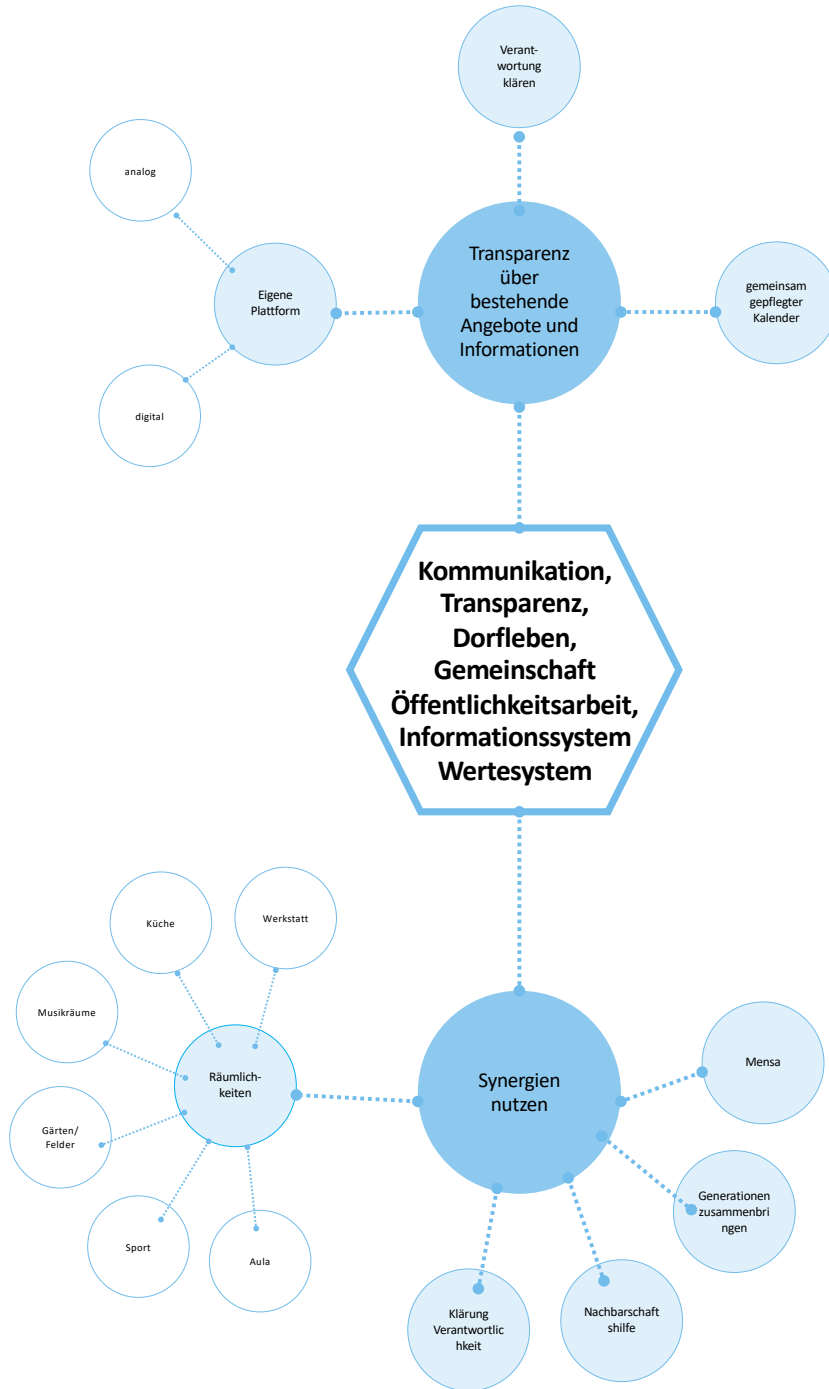 Verant-
wortung
klären
analog
Transparenz
über
bestehende
Angebote und
Informationen
Eigene
Plattform
gemeinsam
gepflegter
Kalender
digital
Kommunikation,
Transparenz,
Dorfleben,
Gemeinschaft
Öffentlichkeitsarbeit,
Informationssystem
Wertesystem
Küche
Werkstatt
Musikräume
Räumlich-
keiten
Synergien
nutzen
Mensa
Gärten/
Felder
Generationen
zusammenbri
ngen
Sport
Aula
Klärung
Verantwortlic
hkeit
Nachbarschaft
shilfe